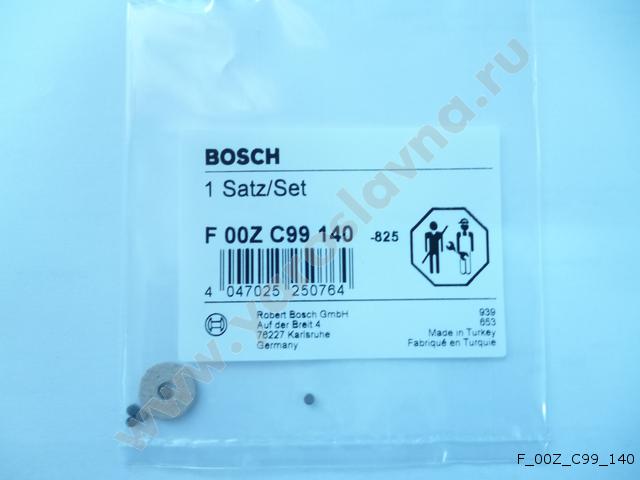 BOSCH
1 Satz/Set
F 00Z C99 140 -825
4 047025 250764
Robert Bosch GmbH
Auf der Breit 4
76227 Karlsruhe
Germany
939
653
Made in Turkey
Fabriqué en Turquie
www.yaroslavna.ru
F_00Z_C99_140